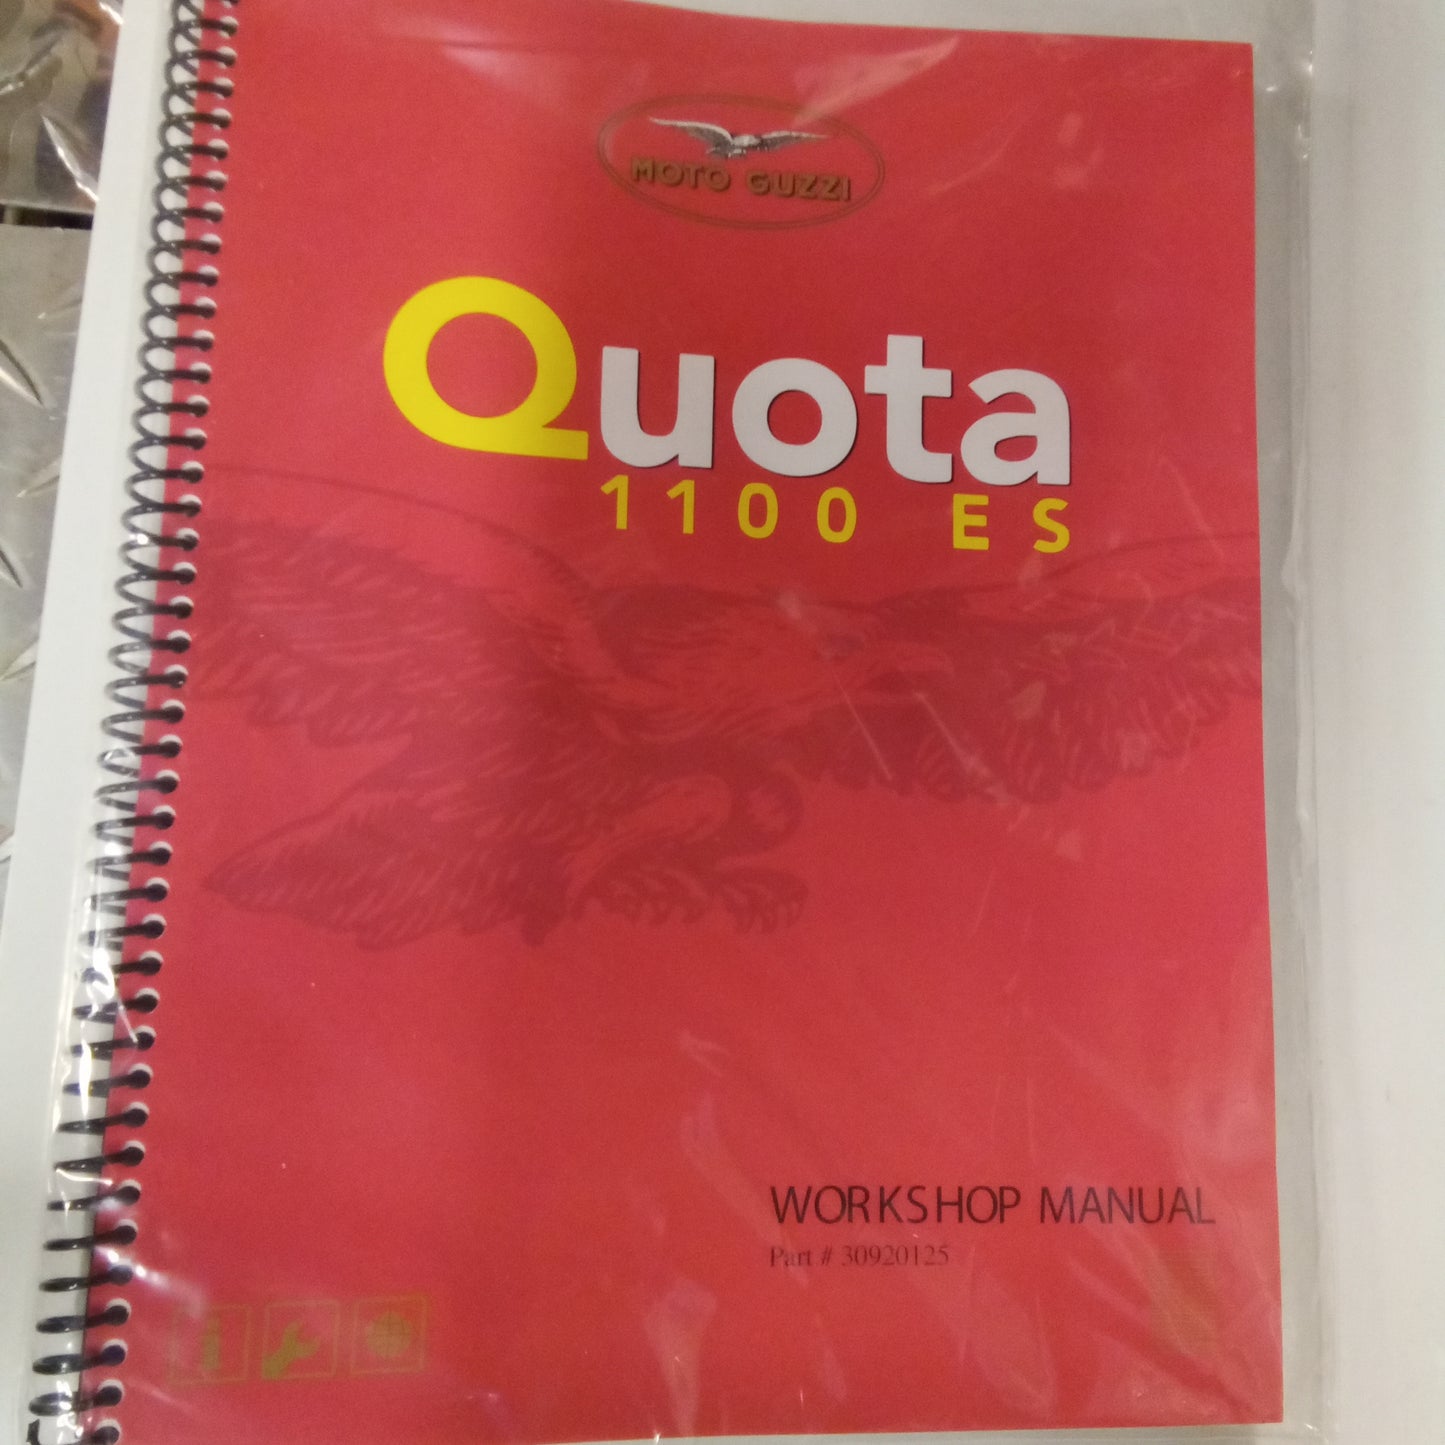 MOTO GUZZI
Quota
1100 ES
WORKSHOP MANUAL
Part # 30920125